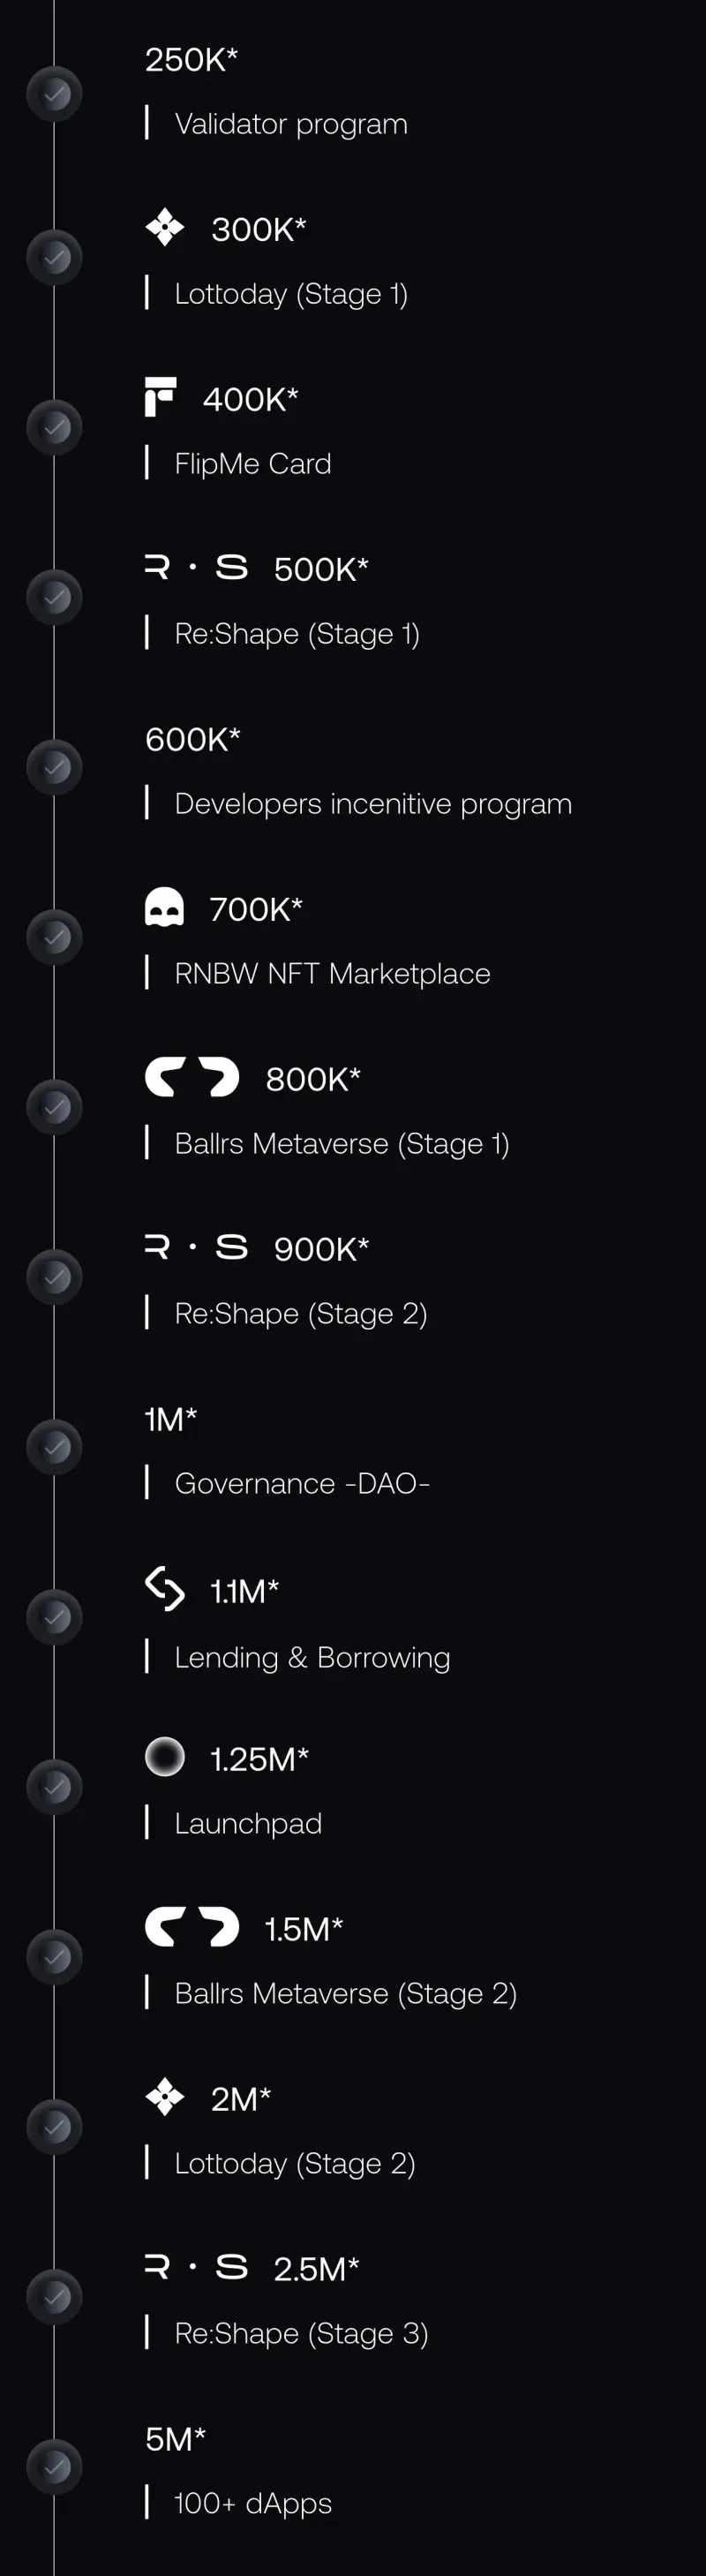 250K*
Validator program
300K*
Lottoday (Stage 1)
400K*
FlipMe Card
R · S 500K*
Re:Shape (Stage 1)
600K*
Developers incenitive program
700K*
RNBW NFT Marketplace
800K*
Ballrs Metaverse (Stage 1)
R · S 900K*
Re:Shape (Stage 2)
1M*
Governance -DAO-
1.1M*
Lending & Borrowing
1.25M*
Launchpad
1.5M*
Ballrs Metaverse (Stage 2)
2M*
Lottoday (Stage 2)
R · S 2.5M*
Re:Shape (Stage 3)
5M*
100+ dApps